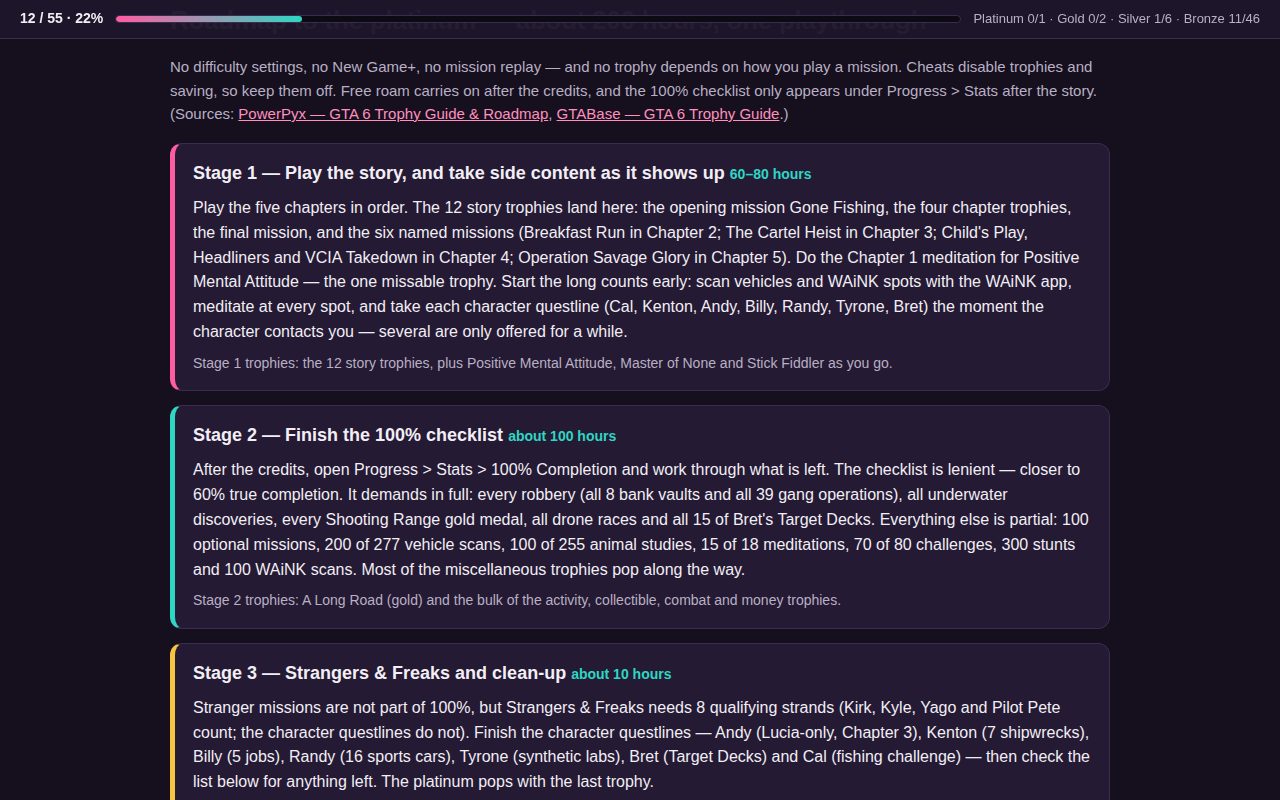 12 / 55 · 22%
Platinum 0/1 · Gold 0/2 · Silver 1/6 · Bronze 11/46
No difficulty settings, no New Game+, no mission replay — and no trophy depends on how you play a mission. Cheats disable trophies and
saving, so keep them off. Free roam carries on after the credits, and the 100% checklist only appears under Progress > Stats after the story.
(Sources: PowerPyx — GTA 6 Trophy Guide & Roadmap, GTABase — GTA 6 Trophy Guide.)
Stage 1 — Play the story, and take side content as it shows up 60–80 hours
Play the five chapters in order. The 12 story trophies land here: the opening mission Gone Fishing, the four chapter trophies,
the final mission, and the six named missions (Breakfast Run in Chapter 2; The Cartel Heist in Chapter 3; Child's Play,
Headliners and VCIA Takedown in Chapter 4; Operation Savage Glory in Chapter 5). Do the Chapter 1 meditation for Positive
Mental Attitude — the one missable trophy. Start the long counts early: scan vehicles and WAiNK spots with the WAiNK app,
meditate at every spot, and take each character questline (Cal, Kenton, Andy, Billy, Randy, Tyrone, Bret) the moment the
character contacts you — several are only offered for a while.
Stage 1 trophies: the 12 story trophies, plus Positive Mental Attitude, Master of None and Stick Fiddler as you go.
Stage 2 — Finish the 100% checklist about 100 hours
After the credits, open Progress > Stats > 100% Completion and work through what is left. The checklist is lenient — closer to
60% true completion. It demands in full: every robbery (all 8 bank vaults and all 39 gang operations), all underwater
discoveries, every Shooting Range gold medal, all drone races and all 15 of Bret's Target Decks. Everything else is partial: 100
optional missions, 200 of 277 vehicle scans, 100 of 255 animal studies, 15 of 18 meditations, 70 of 80 challenges, 300 stunts
and 100 WAiNK scans. Most of the miscellaneous trophies pop along the way.
Stage 2 trophies: A Long Road (gold) and the bulk of the activity, collectible, combat and money trophies.
Stage 3 — Strangers & Freaks and clean-up about 10 hours
Stranger missions are not part of 100%, but Strangers & Freaks needs 8 qualifying strands (Kirk, Kyle, Yago and Pilot Pete
count; the character questlines do not). Finish the character questlines — Andy (Lucia-only, Chapter 3), Kenton (7 shipwrecks),
Billy (5 jobs), Randy (16 sports cars), Tyrone (synthetic labs), Bret (Target Decks) and Cal (fishing challenge) — then check the
list below for anything left. The platinum pops with the last trophy.